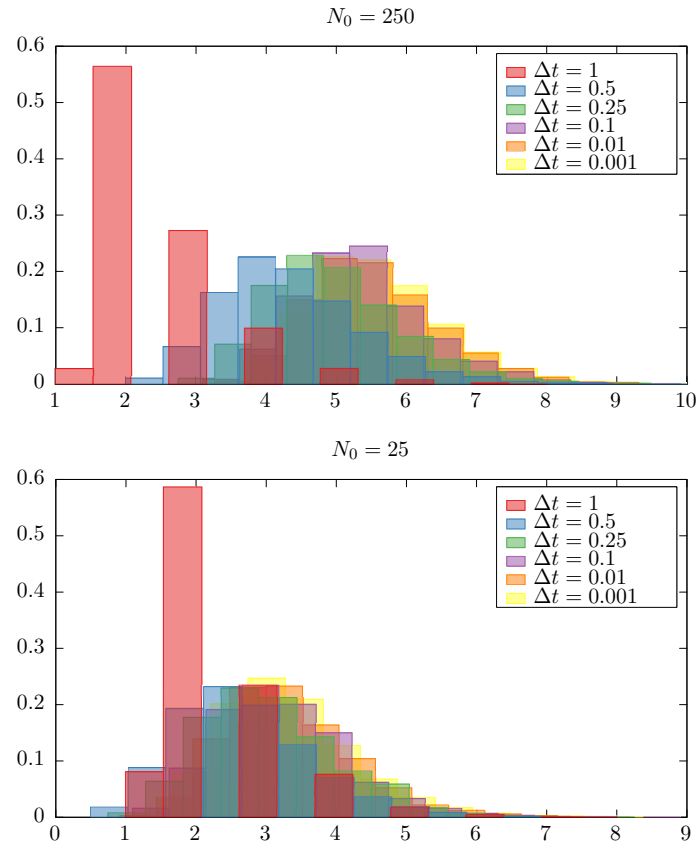 N₀ = 250
0.6
0.5
0.4
0.3
0.2
0.1
0
1 2 3 4 5 6 7 8 9 10
Δt = 1
Δt = 0.5
Δt = 0.25
Δt = 0.1
Δt = 0.01
Δt = 0.001
N₀ = 25
0.6
0.5
0.4
0.3
0.2
0.1
0
0 1 2 3 4 5 6 7 8 9
Δt = 1
Δt = 0.5
Δt = 0.25
Δt = 0.1
Δt = 0.01
Δt = 0.001